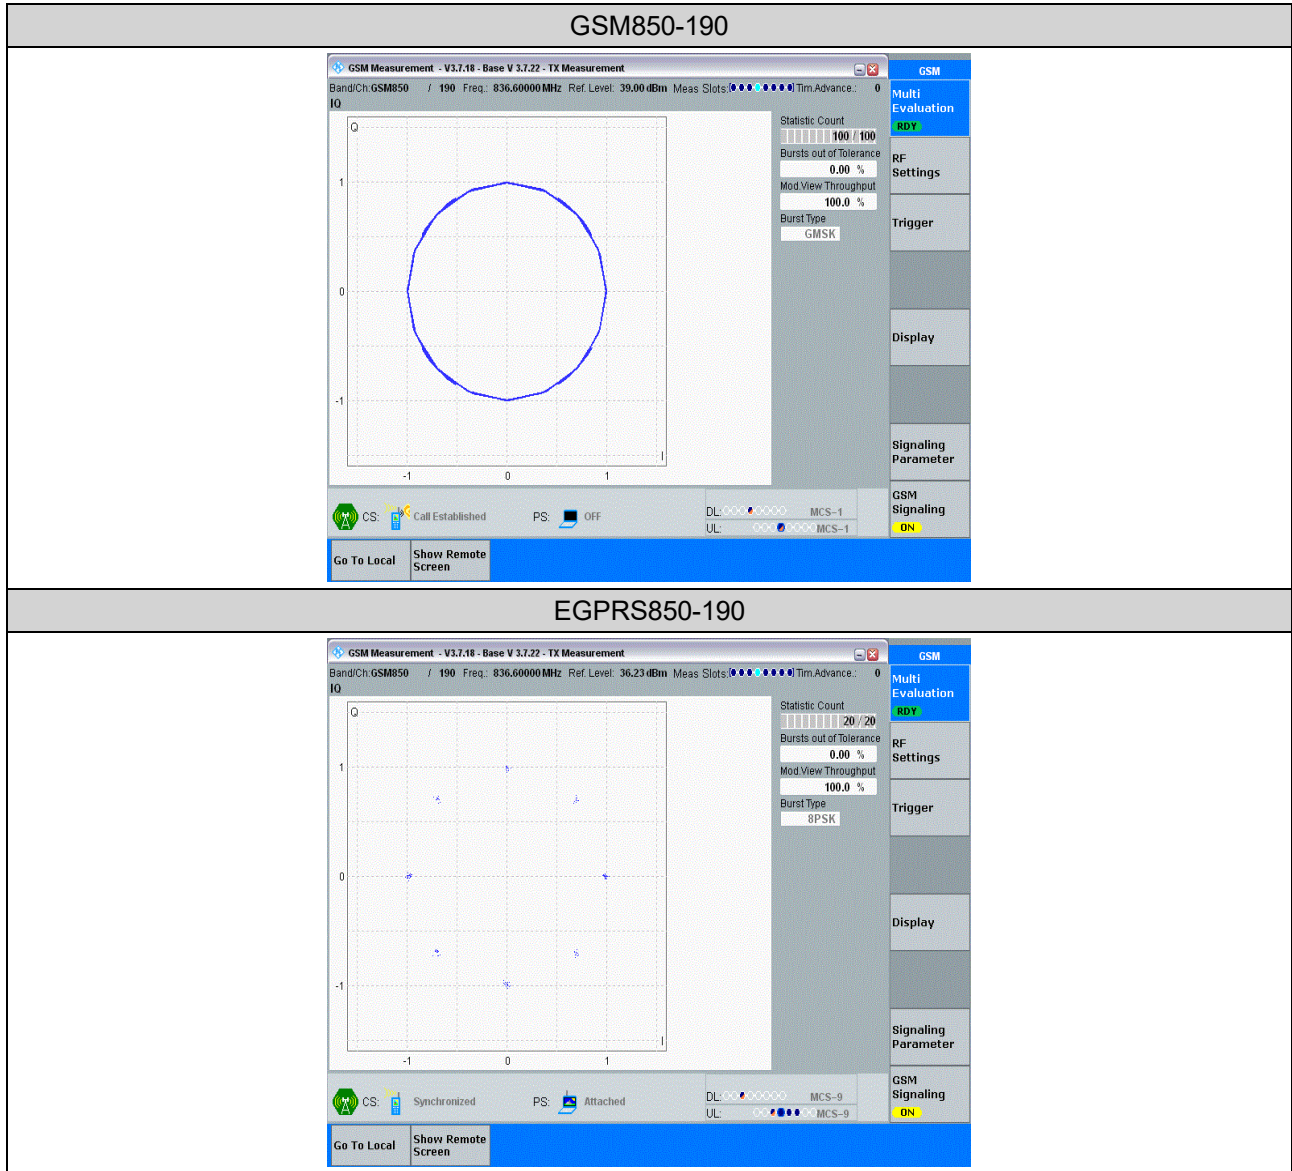 GSM850-190
GSM Measurement - V3.7.18 - Base V 3.7.22 - TX Measurement
GSM
Band/Ch:GSM850 / 190 Freq.: 836.60000 MHz Ref. Level: 39.00 dBm Meas Slots: Tim.Advance.: 0
IQ
Multi
Evaluation
RDY
Q
Statistic Count
100 / 100
Bursts out of Tolerance
0.00 %
Mod.View Throughput
100.0 %
Burst Type
GMSK
RF
Settings
Trigger
Display
Signaling
Parameter
GSM
Signaling
ON
1
0
-1
I
-1 0 1
CS: Call Established PS: OFF
DL: MCS-1
UL: MCS-1
Go To Local
Show Remote
Screen
EGPRS850-190
GSM Measurement - V3.7.18 - Base V 3.7.22 - TX Measurement
GSM
Band/Ch:GSM850 / 190 Freq.: 836.60000 MHz Ref. Level: 36.23 dBm Meas Slots: Tim.Advance.: 0
IQ
Multi
Evaluation
RDY
Q
Statistic Count
20 / 20
Bursts out of Tolerance
0.00 %
Mod.View Throughput
100.0 %
Burst Type
8PSK
RF
Settings
Trigger
Display
Signaling
Parameter
GSM
Signaling
ON
1
0
-1
I
-1 0 1
CS: Synchronized PS: Attached
DL: MCS-9
UL: MCS-9
Go To Local
Show Remote
Screen